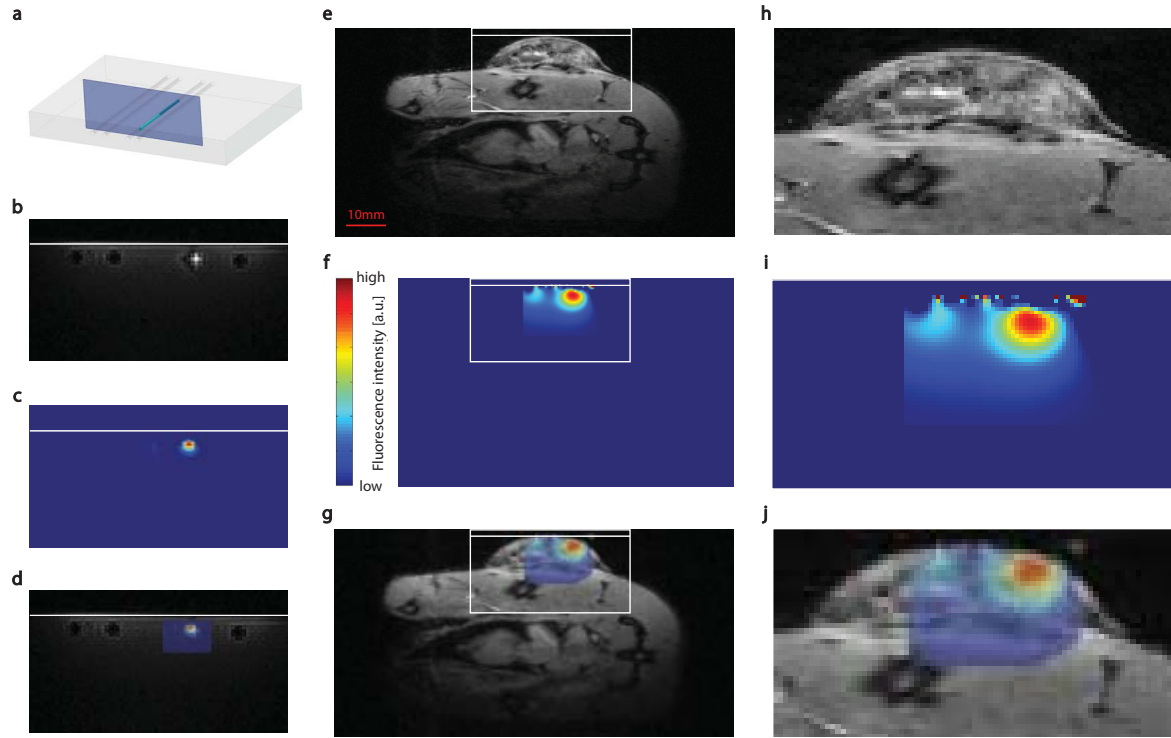 a
e
h
b
10mm
f
high
i
Fluorescence intensity [a.u.]
c
low
g
j
d